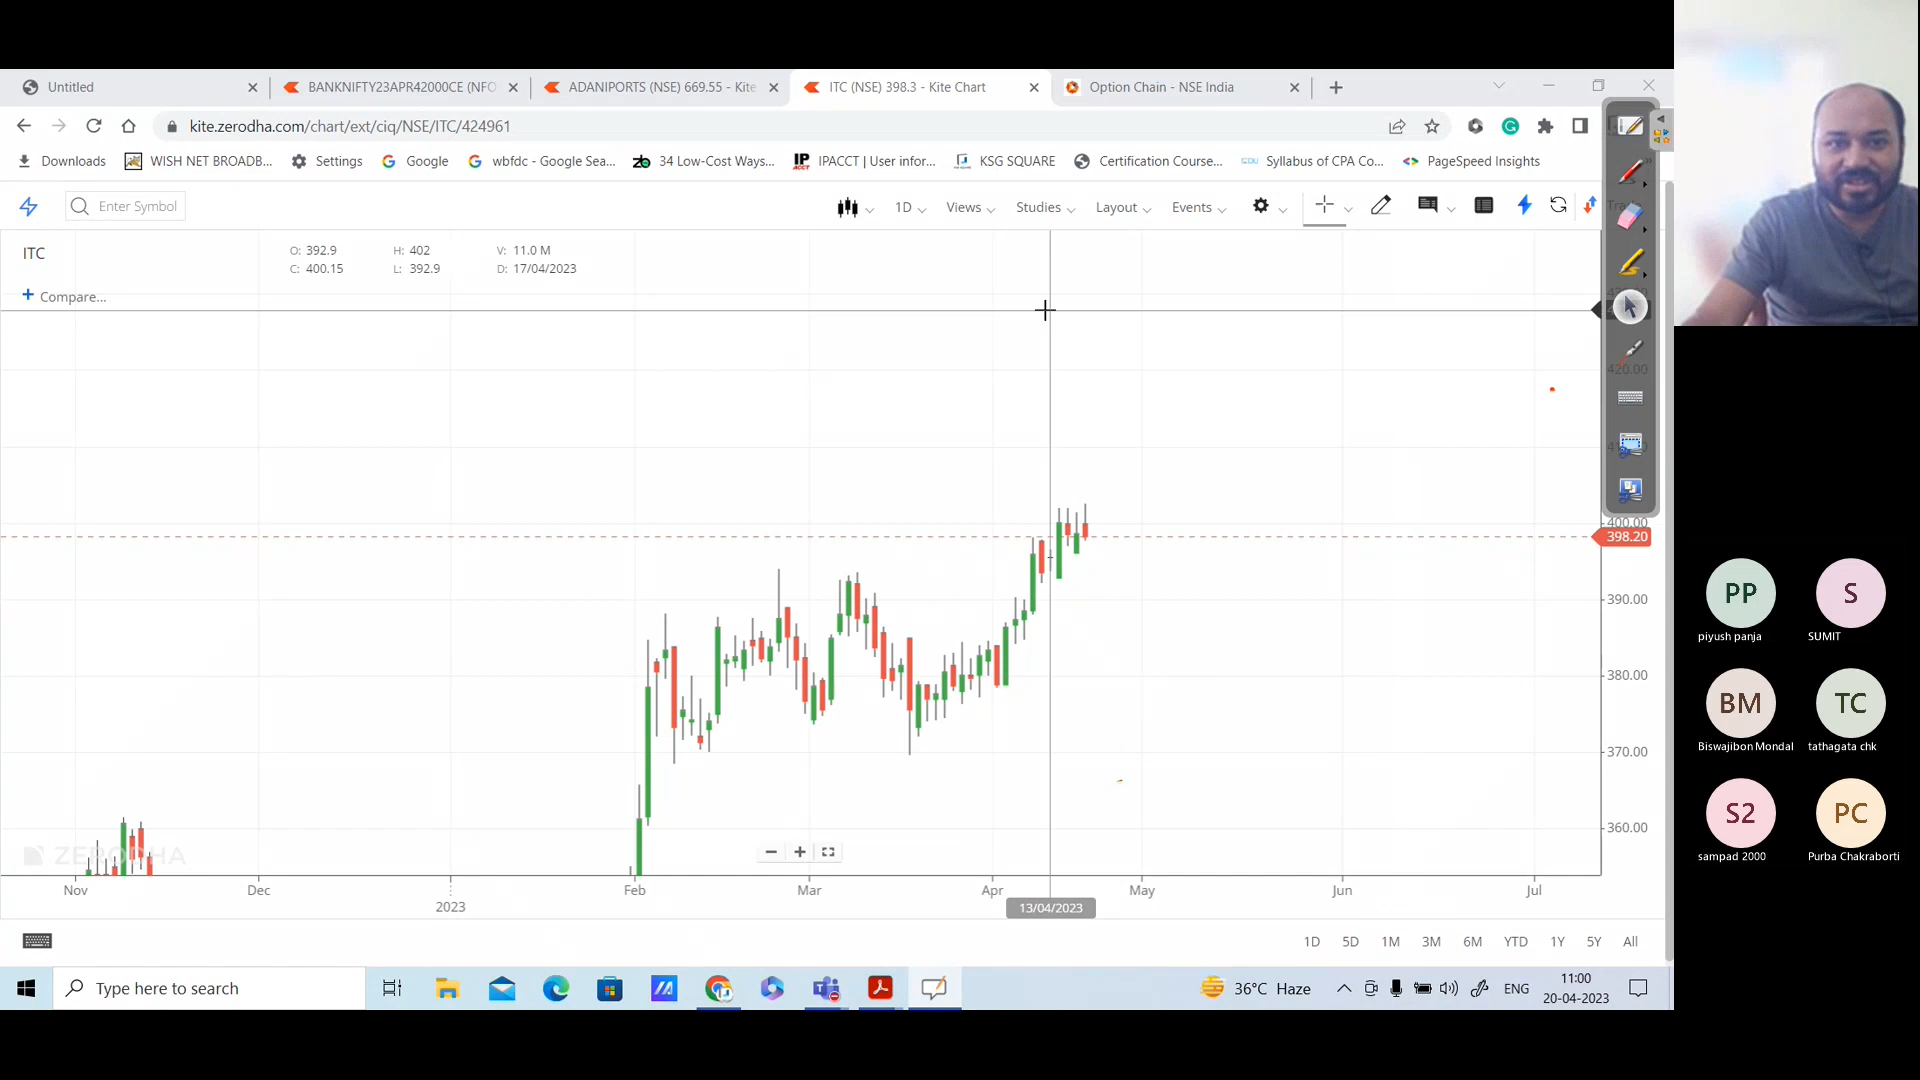 Untitled
BANKNIFTY23APR42000CE (NFO
ADANIPORTS (NSE) 669.55 - Kite
ITC (NSE) 398.3 - Kite Chart
Option Chain - NSE India
kite.zerodha.com/chart/ext/ciq/NSE/ITC/424961
Downloads
WISH NET BROADB...
Settings
Google
wbfdc - Google Sea...
34 Low-Cost Ways...
IPACCT | User infor...
KSG SQUARE
Certification Course...
Syllabus of CPA Co...
PageSpeed Insights
Enter Symbol
1D
Views
Studies
Layout
Events
ITC
O: 392.9 H: 402 V: 11.0 M
C: 400.15 L: 392.9 D: 17/04/2023
+ Compare...
420.00
400.00
398.20
390.00
380.00
370.00
360.00
ZERODHA
Nov Dec Feb Mar Apr May Jun Jul
2023
13/04/2023
1D 5D 1M 3M 6M YTD 1Y 5Y All
Type here to search
36°C Haze
ENG
11:00
20-04-2023
PP
piyush panja
S
SUMIT
BM
Biswajibon Mondal
TC
tathagata chk
S2
sampad 2000
PC
Purba Chakraborti